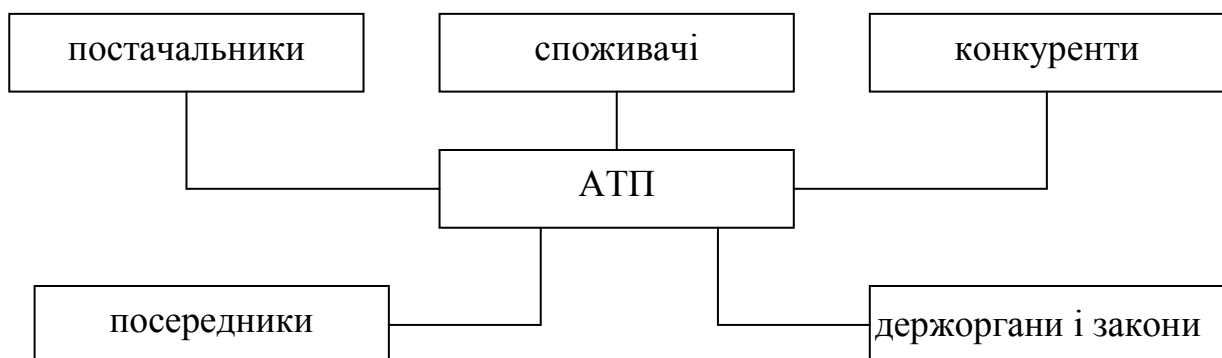 постачальники
споживачі
конкуренти
АТП
посередники
держоргани і закони